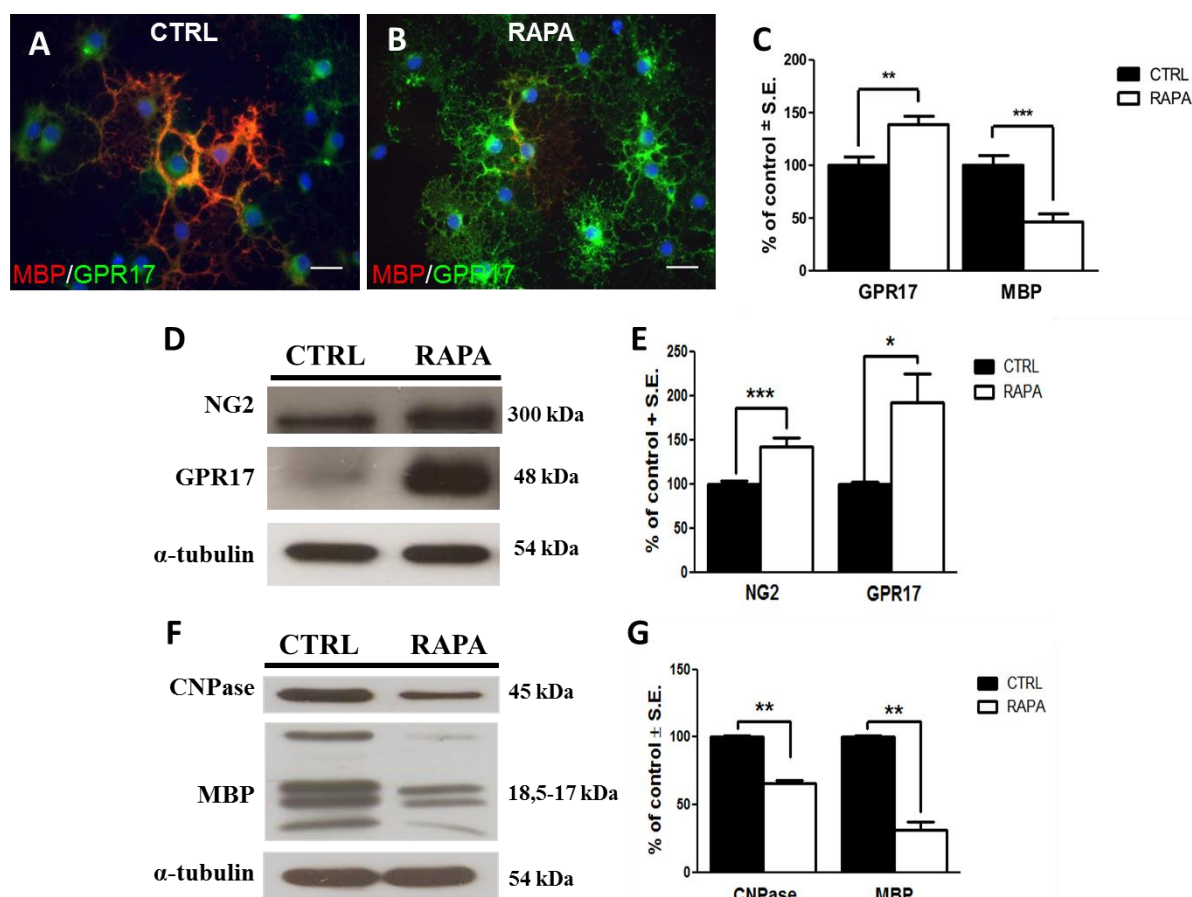 A
CTRL
MBP/GPR17
B
RAPA
MBP/GPR17
C
% of control ± S.E.
200
150
100
50
0
**
***
GPR17
MBP
CTRL
RAPA
D
CTRL
RAPA
NG2
300 kDa
GPR17
48 kDa
α-tubulin
54 kDa
E
% of control + S.E.
250
200
150
100
50
0
***
*
NG2
GPR17
CTRL
RAPA
F
CTRL
RAPA
CNPase
45 kDa
MBP
18,5-17 kDa
α-tubulin
54 kDa
G
% of control ± S.E.
150
100
50
0
**
**
CNPase
MBP
CTRL
RAPA